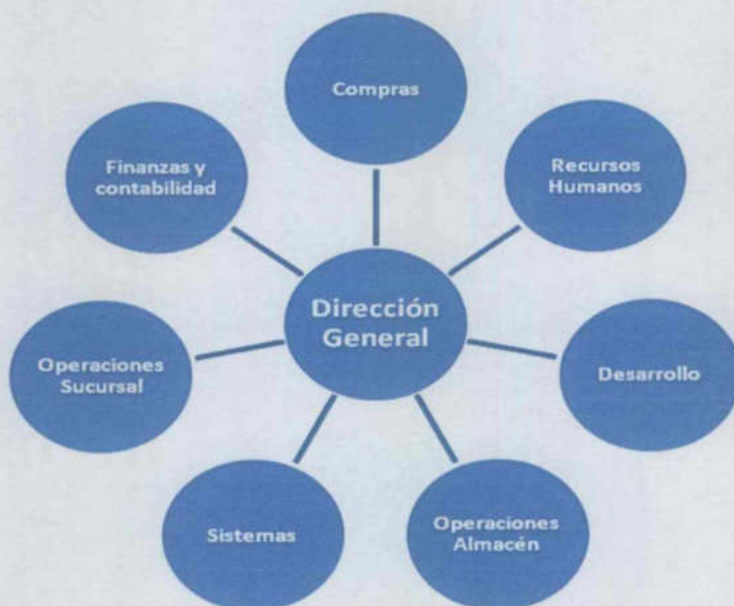 Compras
Recursos
Humanos
Desarrollo
Operaciones
Almacén
Sistemas
Operaciones
Sucursal
Finanzas y
contabilidad
Dirección
General